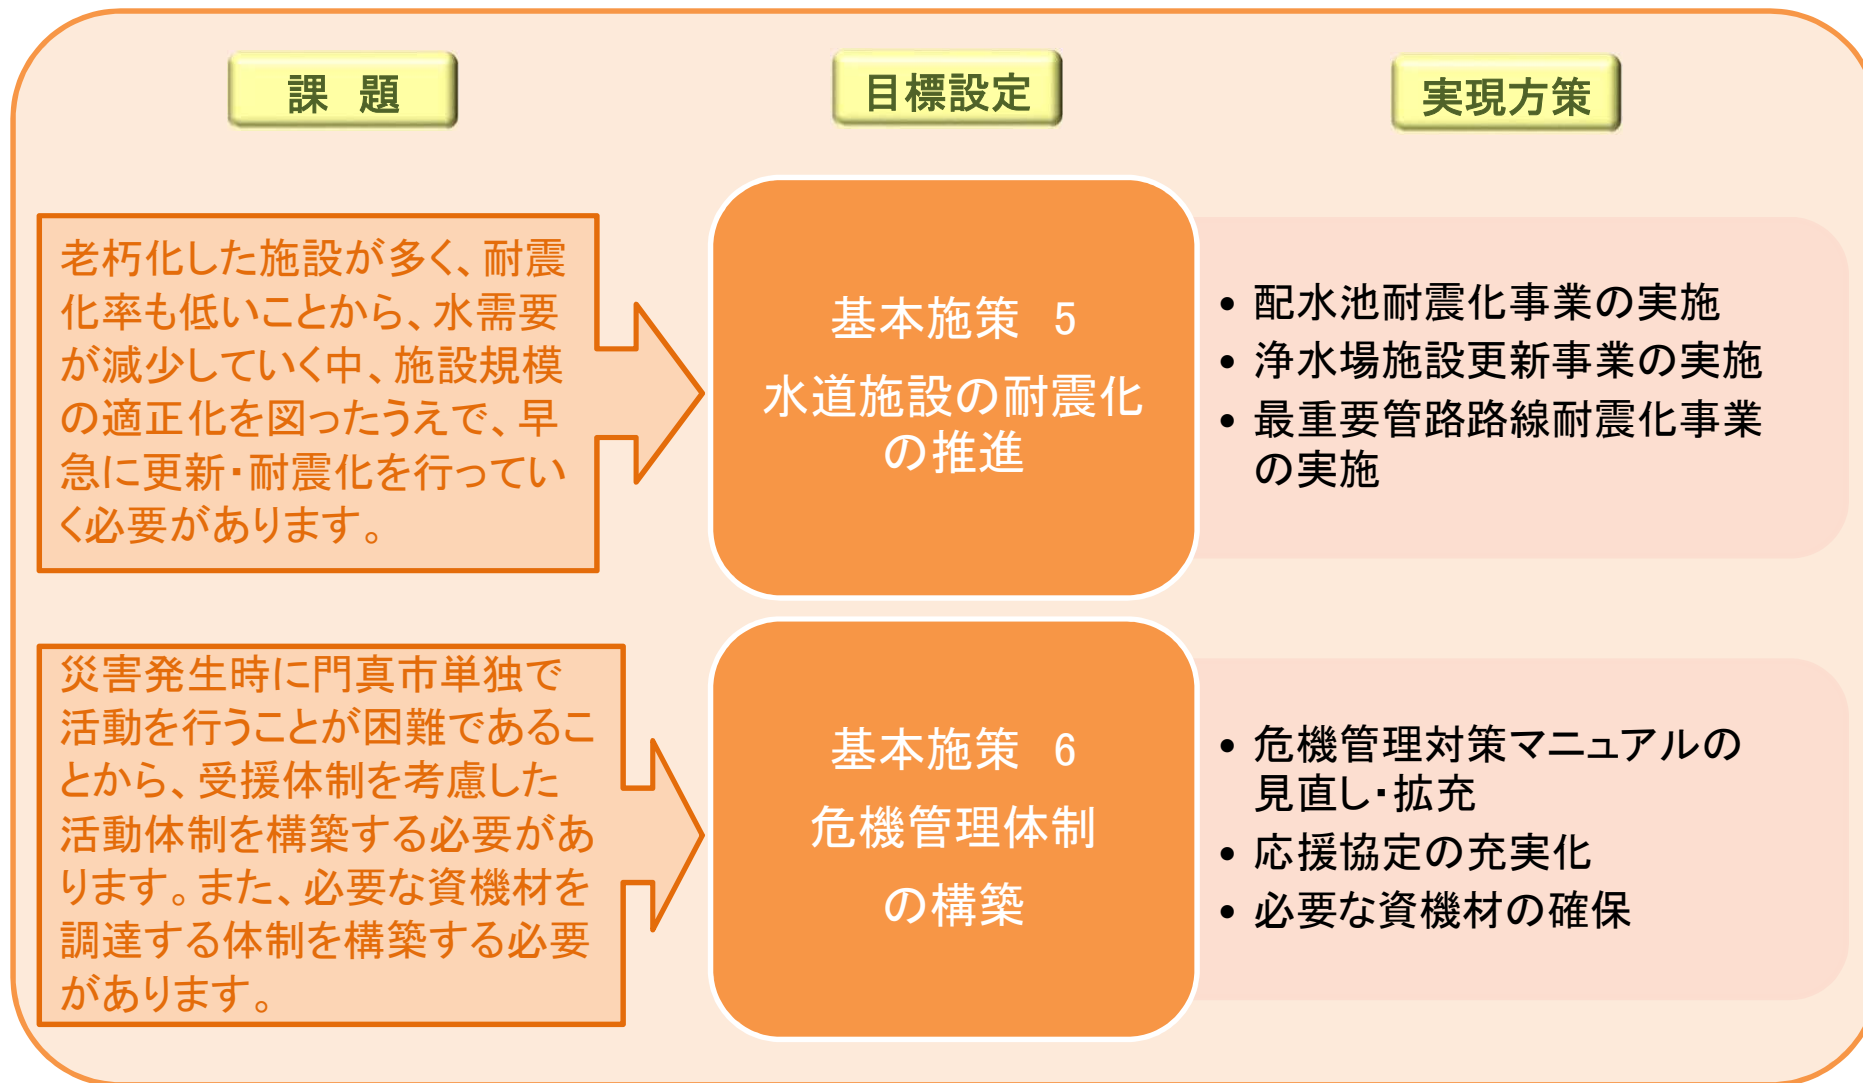 課　題
目標設定
実現方策
老朽化した施設が多く、耐震
化率も低いことから、水需要
が減少していく中、施設規模
の適正化を図ったうえで、早
急に更新・耐震化を行ってい
く必要があります。
基本施策　5
水道施設の耐震化
の推進
• 配水池耐震化事業の実施
• 浄水場施設更新事業の実施
• 最重要管路路線耐震化事業
の実施
災害発生時に門真市単独で
活動を行うことが困難であるこ
とから、受援体制を考慮した
活動体制を構築する必要があ
ります。また、必要な資機材を
調達する体制を構築する必要
があります。
基本施策　6
危機管理体制
の構築
• 危機管理対策マニュアルの
見直し・拡充
• 応援協定の充実化
• 必要な資機材の確保